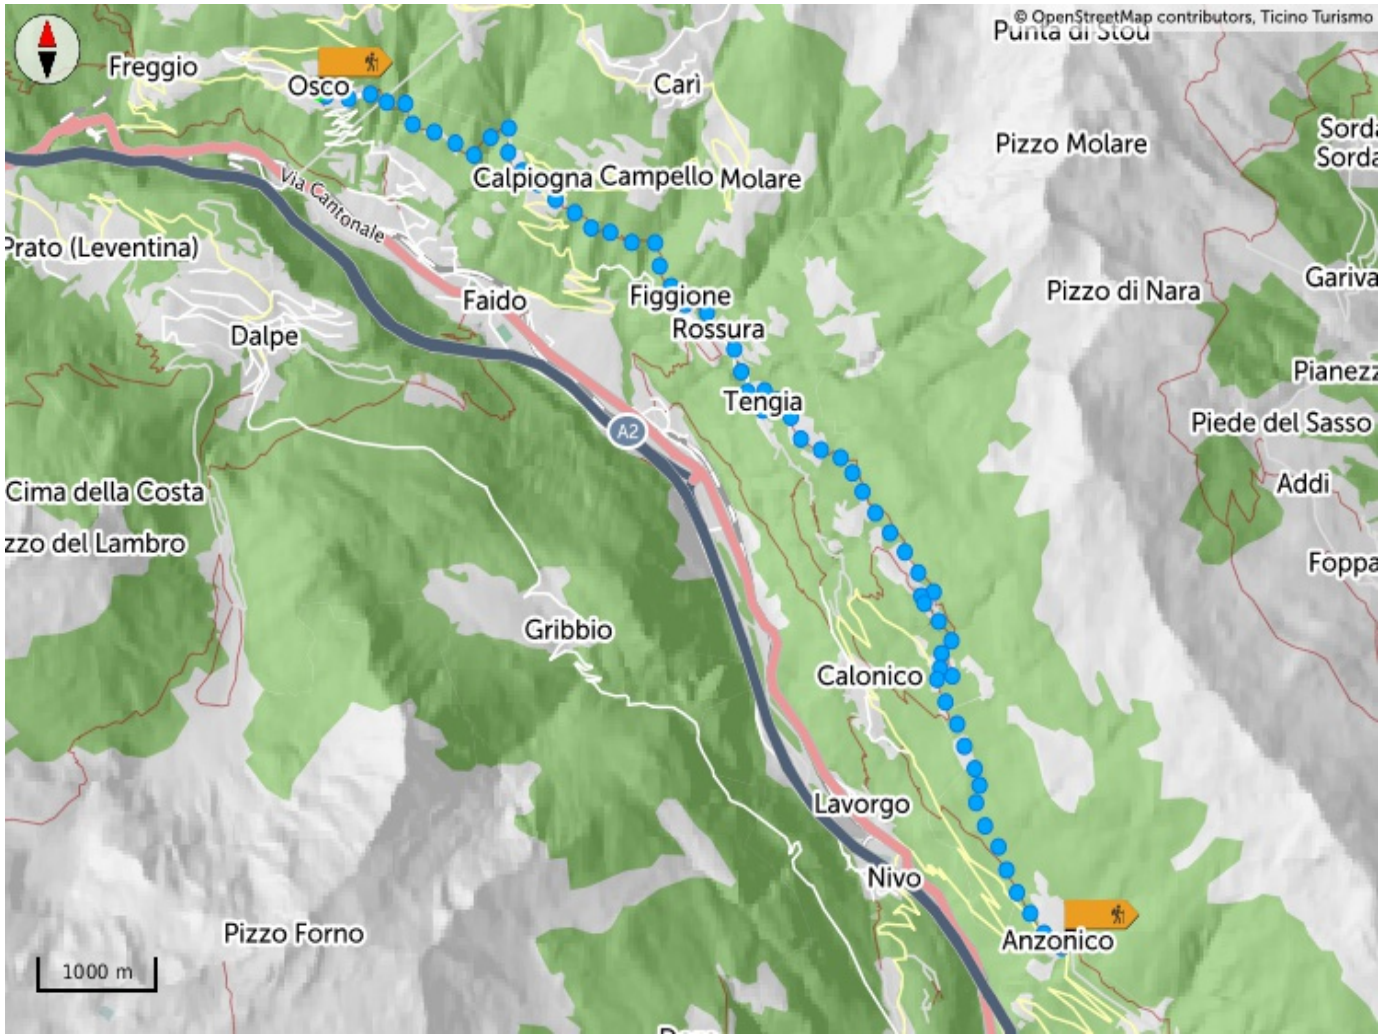 © OpenStreetMap contributors, Ticino Turismo
Punta di Stou
Freggio
Osco
Carì
Pizzo Molare
Sorda
Sorda
Calpiogna
Campello
Molare
Via Cantonale
Prato (Leventina)
Gariva
Pizzo di Nara
Figgione
Faido
Rossura
Dalpe
Pianezz
Tengia
Piede del Sasso
A2
Cima della Costa
Addi
zzo del Lambro
Foppa
Gribbio
Calonico
Lavorgo
Nivo
Pizzo Forno
Anzonico
1000 m